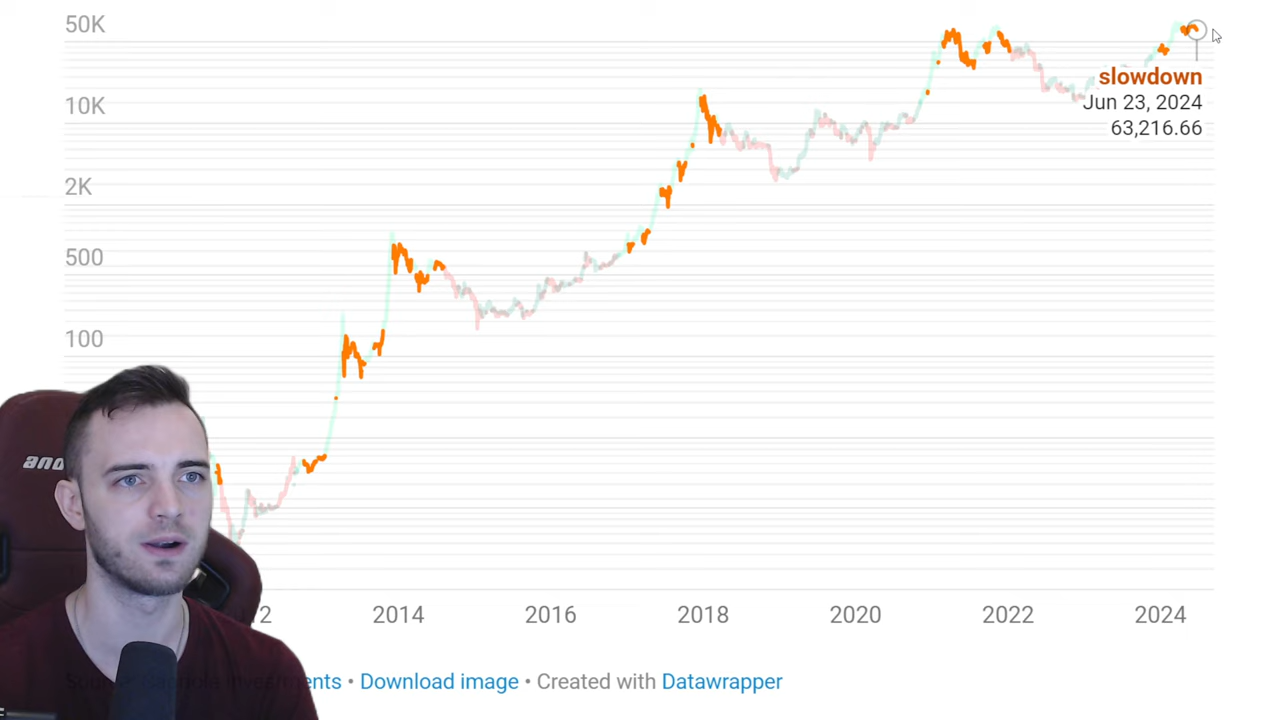 50K
10K
2K
500
100
slowdown
Jun 23, 2024
63,216.66
2014
2016
2018
2020
2022
2024
• Download image • Created with Datawrapper